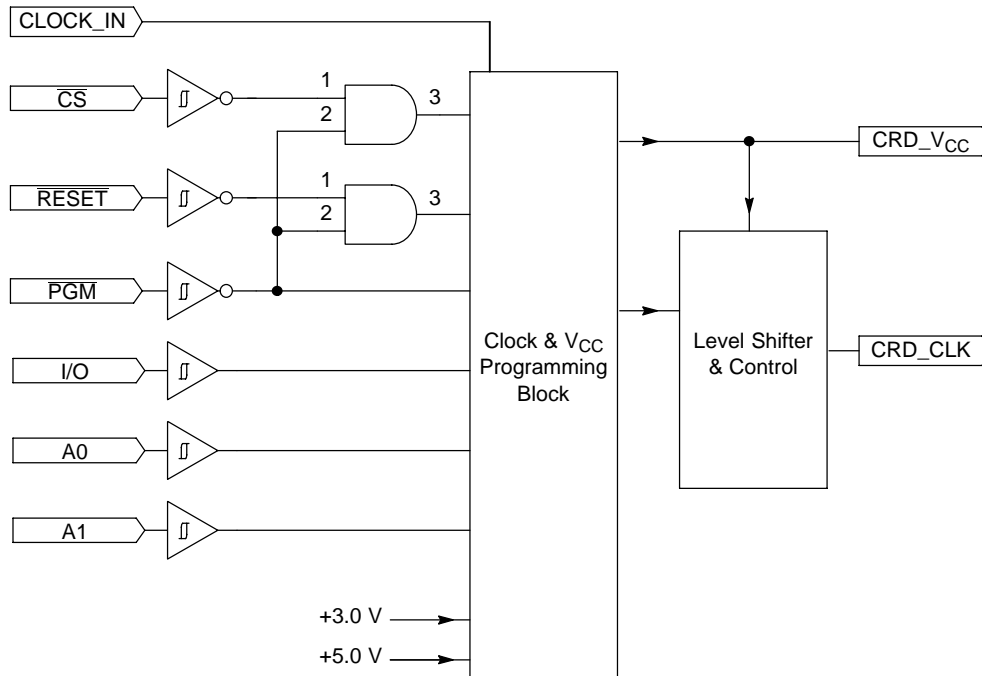 CLOCK_IN
CS
1
2
3
CRD_VCC
RESET
1
2
3
PGM
Clock & VCC
Programming
Block
Level Shifter
& Control
CRD_CLK
I/O
A0
A1
+3.0 V
+5.0 V